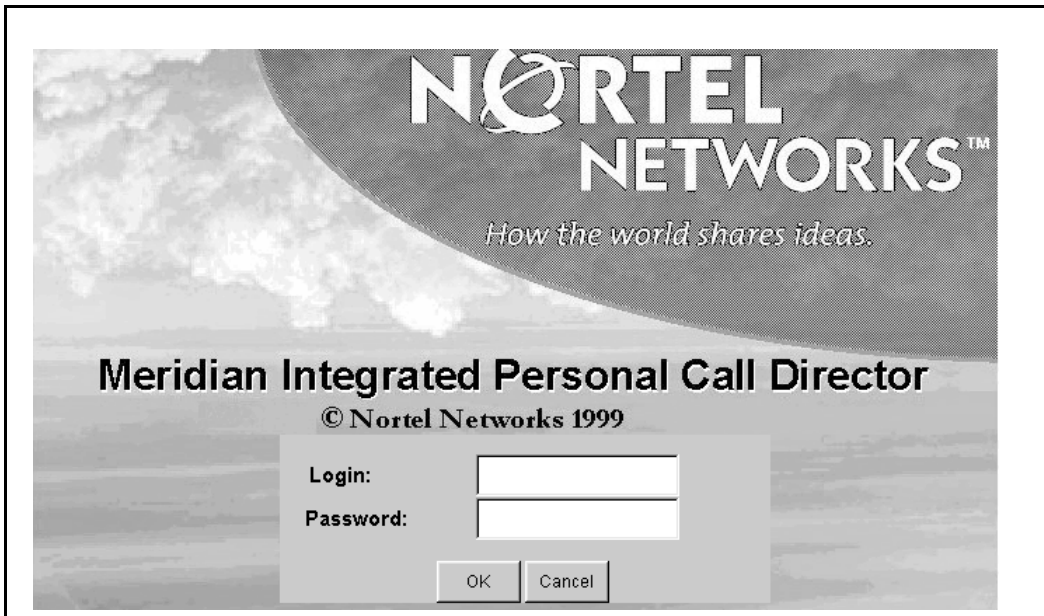 NORTEL
NETWORKS™
How the world shares ideas.
Meridian Integrated Personal Call Director
© Nortel Networks 1999
Login:
Password:
OK
Cancel